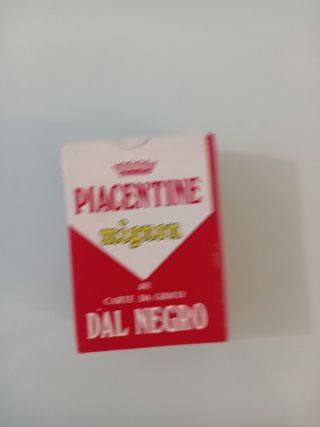 PIACENTINE
mignon
40
CARTE DA GIOCO
DAL NEGRO